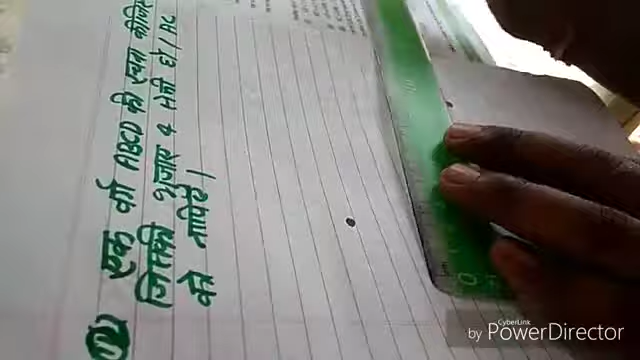 एक वर्ग ABCD की रचना कीजिए
जिसकी भुजाएं 4 सेमी हो। AC
को नापिए।
by CyberLink PowerDirector